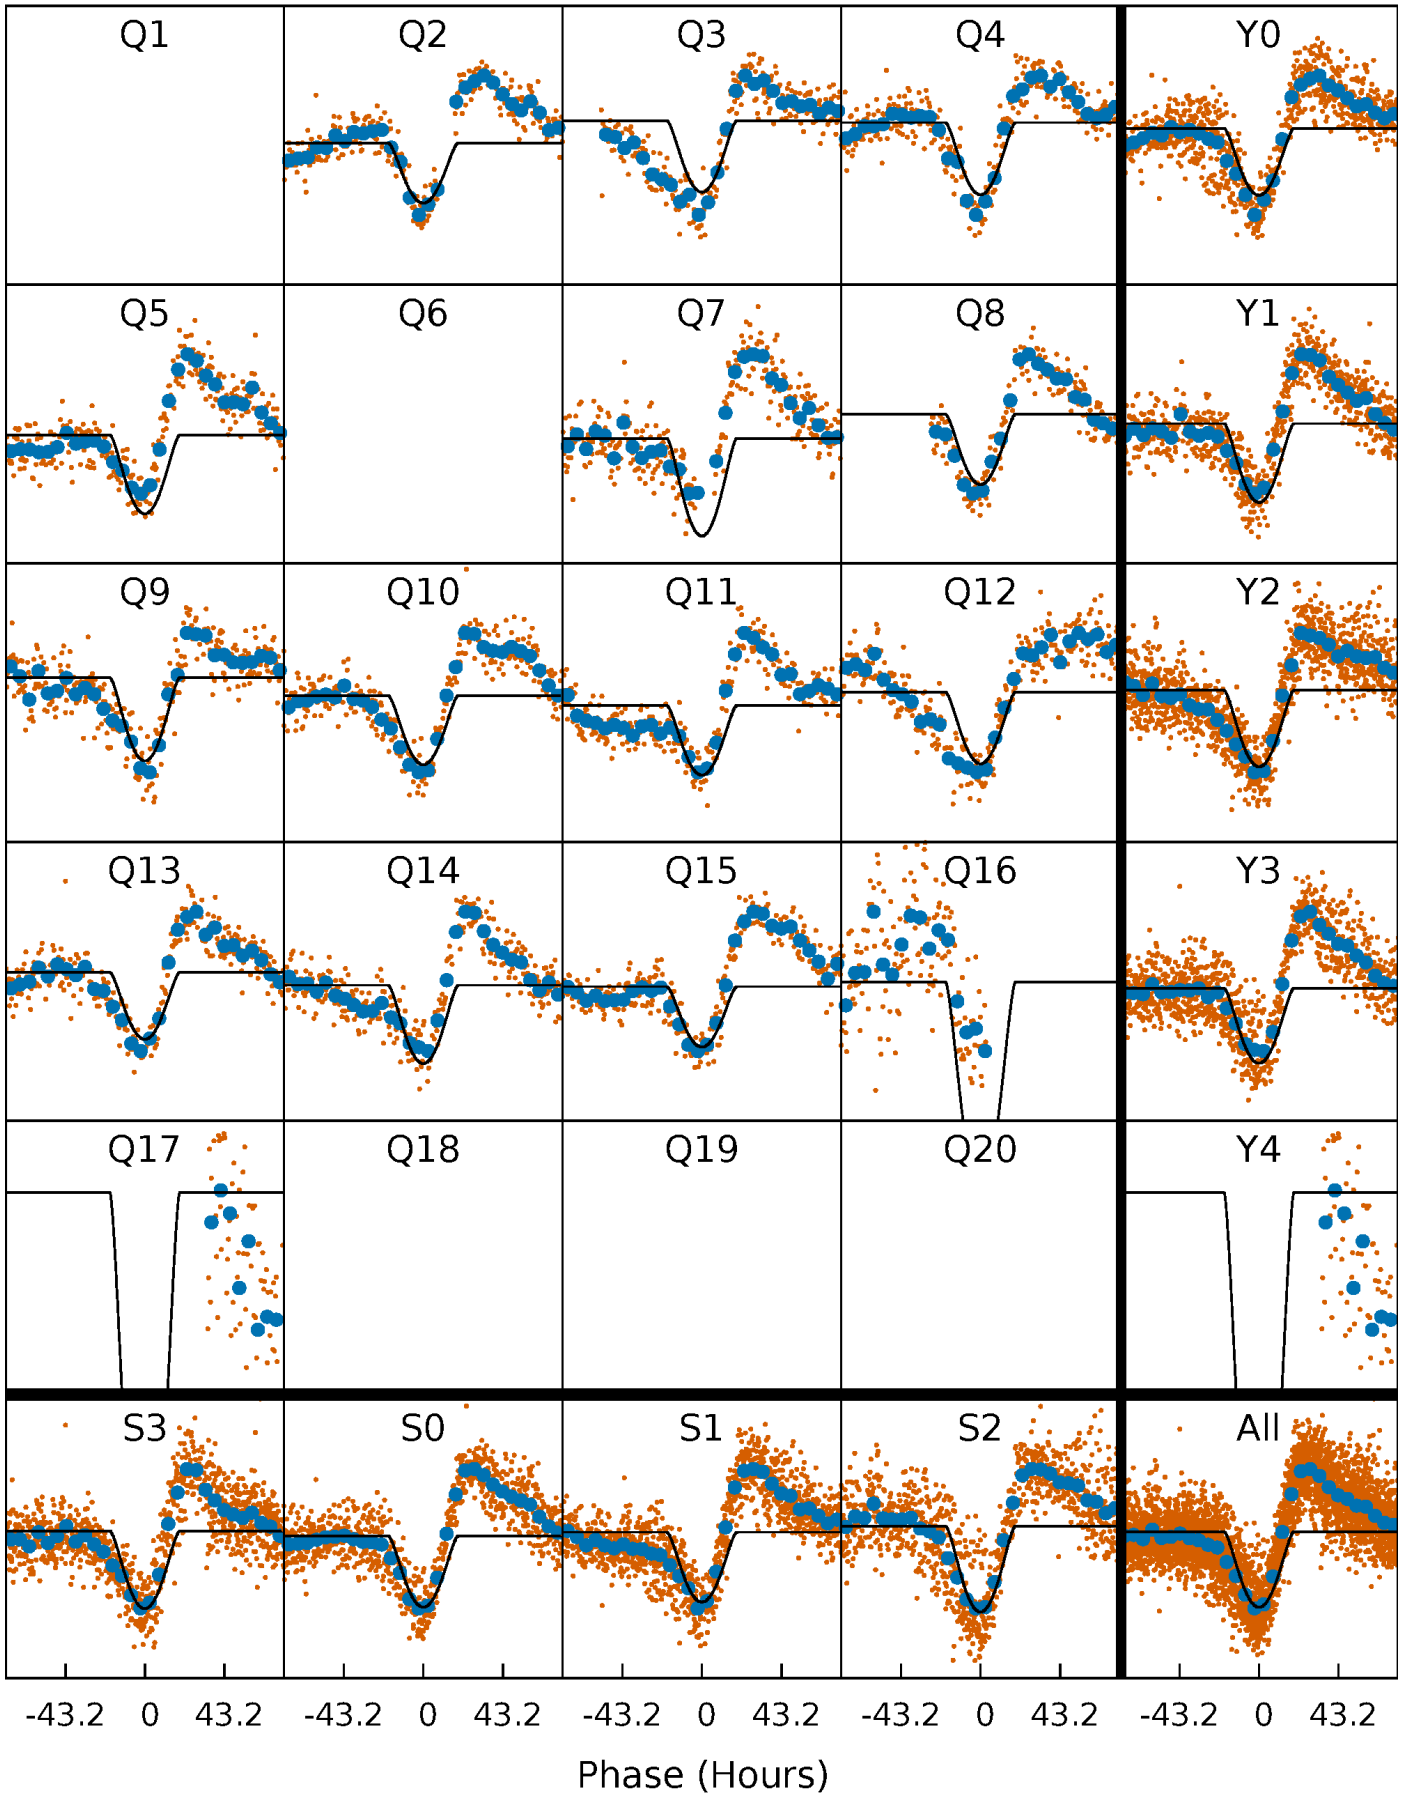 Q1 Q2 Q3 Q4 Y0
Q5 Q6 Q7 Q8 Y1
Q9 Q10 Q11 Q12 Y2
Q13 Q14 Q15 Q16 Y3
Q17 Q18 Q19 Q20 Y4
S3 S0 S1 S2 All
-43.2 0 43.2 -43.2 0 43.2 -43.2 0 43.2 -43.2 0 43.2 -43.2 0 43.2
Phase (Hours)